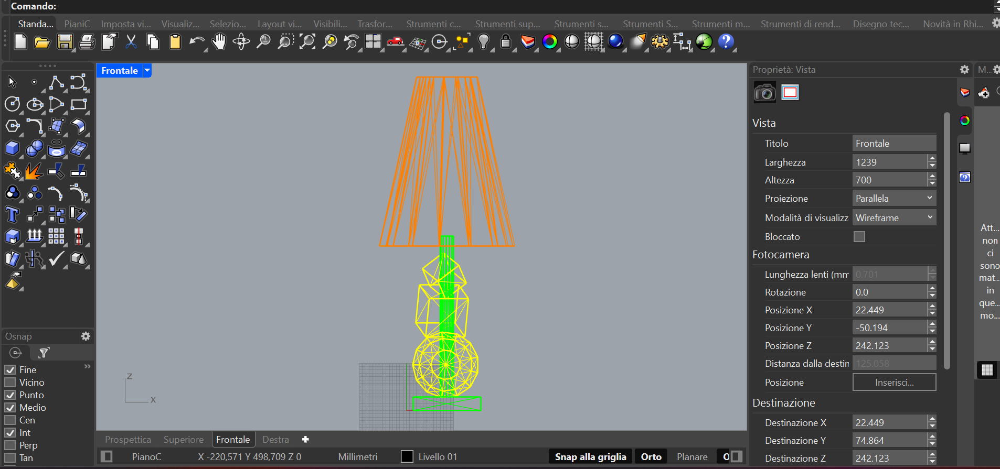 Comando:
Standa... PianiC Imposta vi... Visualiz... Selezio... Layout vi... Visibili... Trasfor... Strumenti c... Strumenti sup... Strumenti s... Strumenti S... Strumenti m... Strumenti di rend... Disegno tec... Novità in Rhi...
Frontale
z
x
Osnap
Fine
Vicino
Punto
Medio
Cen
Int
Perp
Tan
Prospettica Superiore Frontale Destra
PianoC X -220,571 Y 498,709 Z 0 Millimetri Livello 01 Snap alla griglia Orto Planare O
Proprietà: Vista
Vista
Titolo Frontale
Larghezza 1239
Altezza 700
Proiezione Parallela
Modalità di visualizz Wireframe
Bloccato
Fotocamera
Lunghezza lenti (mm 0.701
Rotazione 0.0
Posizione X 22.449
Posizione Y -50.194
Posizione Z 242.123
Distanza dalla destin 125.058
Posizione Inserisci...
Destinazione
Destinazione X 22.449
Destinazione Y 74.864
Destinazione Z 242.123
M...
Att...
non
ci
sono
mat...
in
que...
mo...